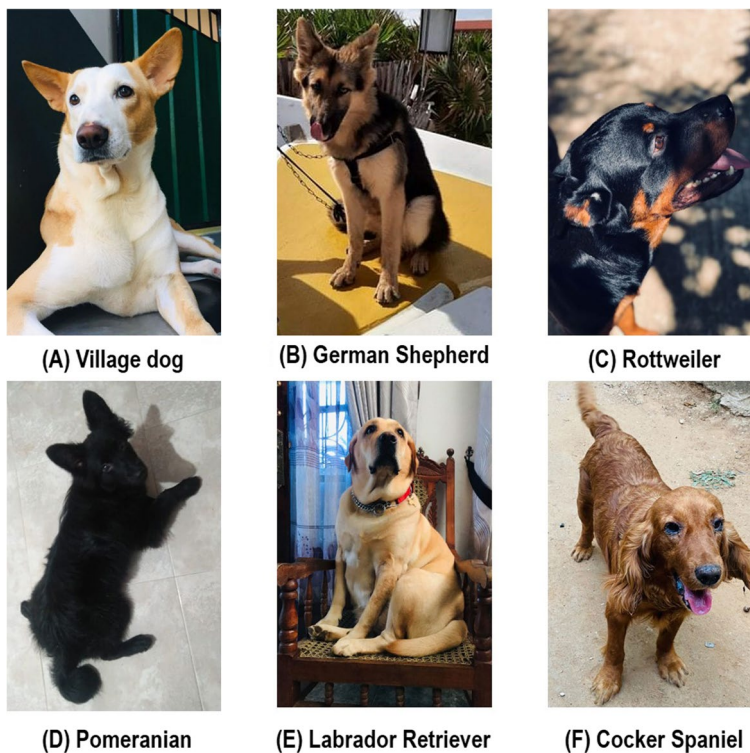 (A) Village dog
(B) German Shepherd
(C) Rottweiler
(D) Pomeranian
(E) Labrador Retriever
(F) Cocker Spaniel